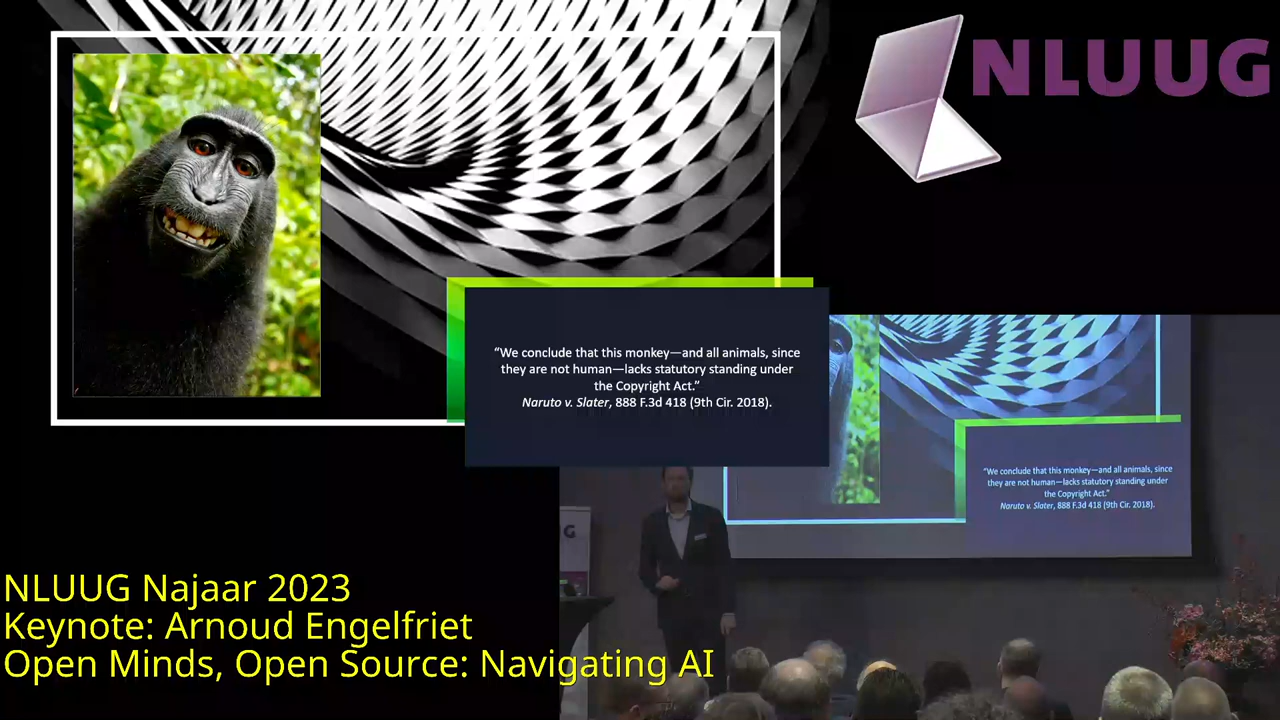 NLUUG
“We conclude that this monkey—and all animals, since
they are not human—lacks statutory standing under
the Copyright Act.”
Naruto v. Slater, 888 F.3d 418 (9th Cir. 2018).
“We conclude that this monkey—and all animals, since
they are not human—lacks statutory standing under
the Copyright Act.”
Naruto v. Slater, 888 F.3d 418 (9th Cir. 2018).
G
NLUUG Najaar 2023
Keynote: Arnoud Engelfriet
Open Minds, Open Source: Navigating AI